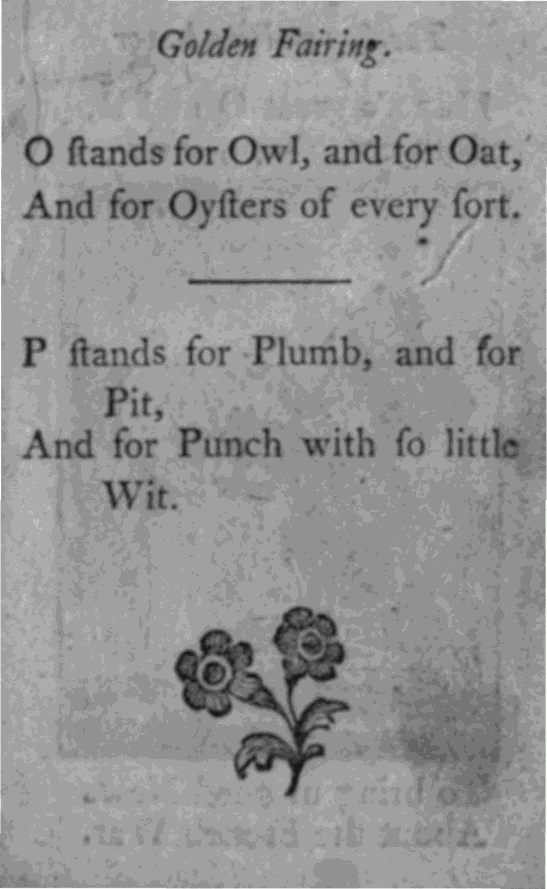 Golden Fairing.
O ſtands for Owl, and for Oat,
And for Oyſters of every ſort.
P ſtands for Plumb, and for
Pit,
And for Punch with ſo little
Wit.